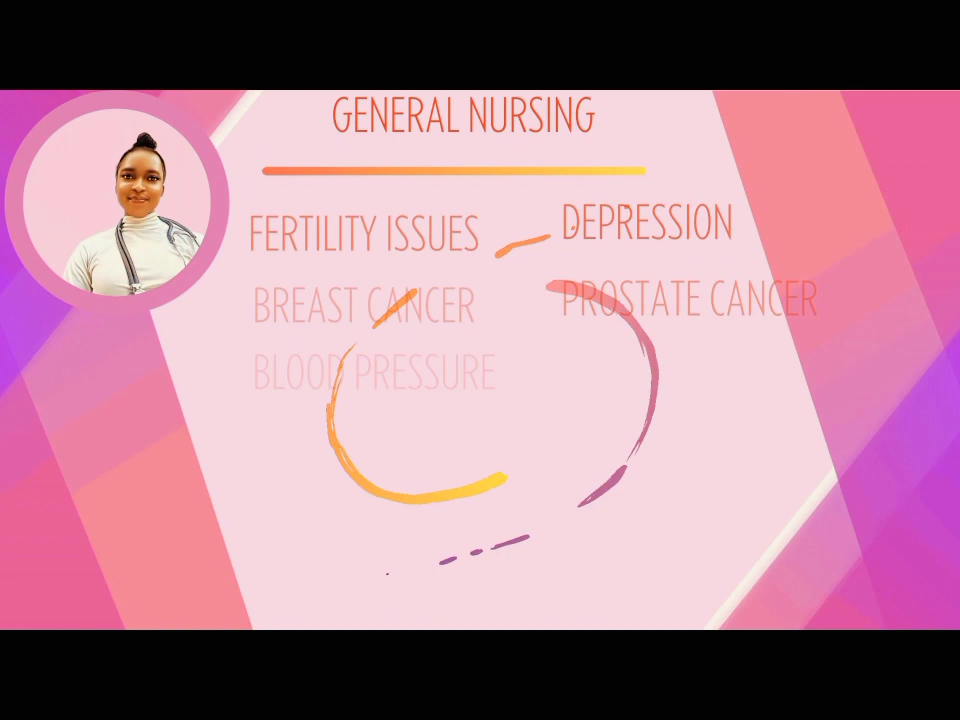 GENERAL NURSING
FERTILITY ISSUES
BREAST CANCER
BLOOD PRESSURE
DEPRESSION
PROSTATE CANCER